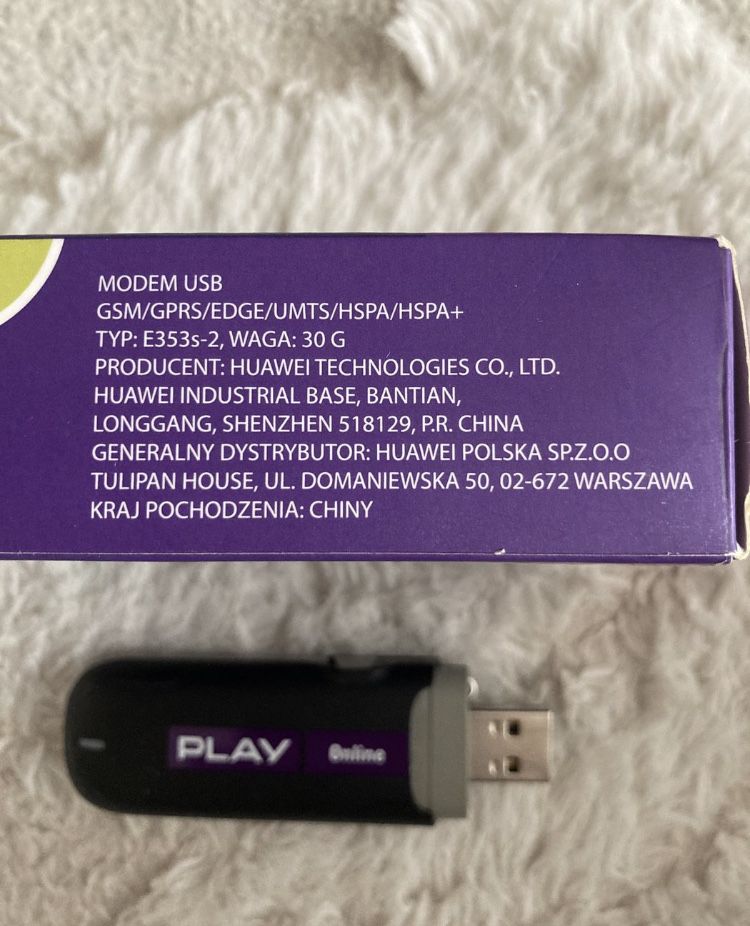 MODEM USB
GSM/GPRS/EDGE/UMTS/HSPA/HSPA+
TYP: E353s-2, WAGA: 30 G
PRODUCENT: HUAWEI TECHNOLOGIES CO., LTD.
HUAWEI INDUSTRIAL BASE, BANTIAN,
LONGGANG, SHENZHEN 518129, P.R. CHINA
GENERALNY DYSTRYBUTOR: HUAWEI POLSKA SP.Z.O.O
TULIPAN HOUSE, UL. DOMANIEWSKA 50, 02-672 WARSZAWA
KRAJ POCHODZENIA: CHINY
PLAY Online